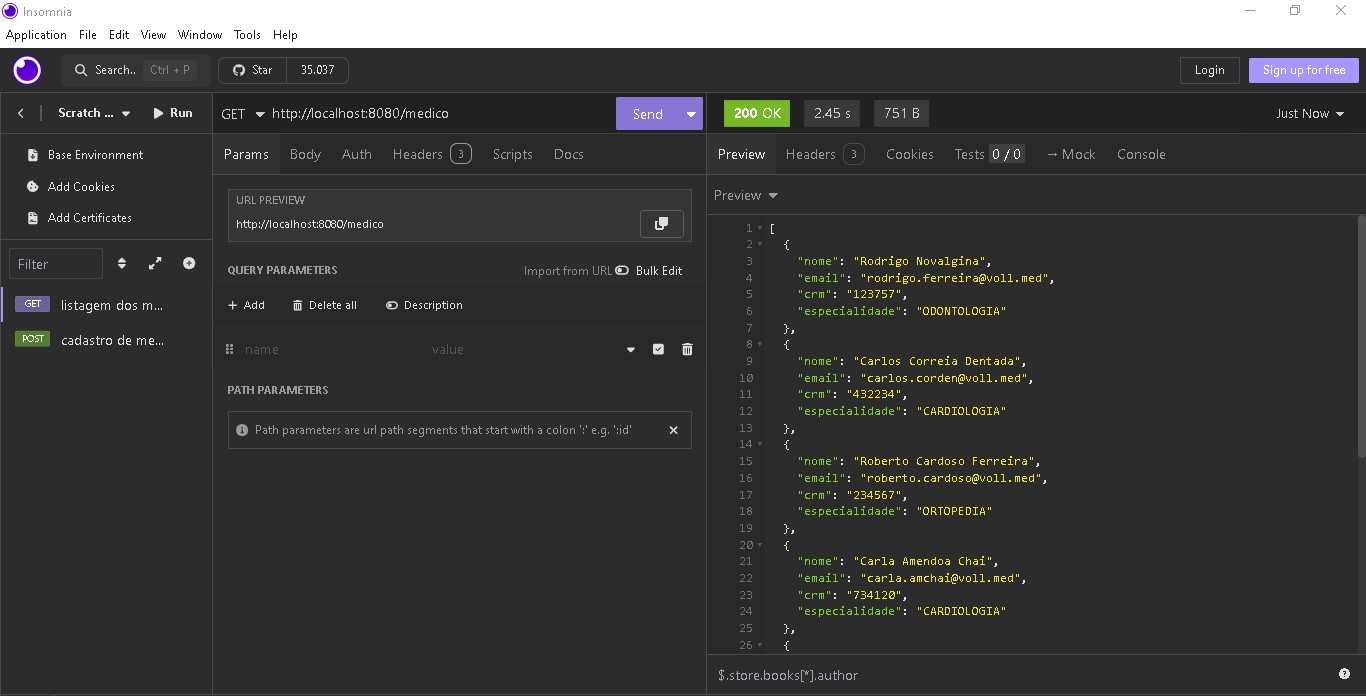 Insomnia
Application File Edit View Window Tools Help
Search.. Ctrl + P Star 35.037 Login Sign up for free
Scratch ... Run
Base Environment
Add Cookies
Add Certificates
Filter
GET listagem dos m...
POST cadastro de me...
GET http://localhost:8080/medico Send
Params Body Auth Headers 3 Scripts Docs
URL PREVIEW
http://localhost:8080/medico
QUERY PARAMETERS Import from URL Bulk Edit
+ Add Delete all Description
name value
PATH PARAMETERS
Path parameters are url path segments that start with a colon ':' e.g. ':id'
200 OK 2.45 s 751 B Just Now
Preview Headers 3 Cookies Tests 0 / 0 → Mock Console
Preview
1 [
2 {
3 "nome": "Rodrigo Novalgina",
4 "email": "rodrigo.ferreira@voll.med",
5 "crm": "123757",
6 "especialidade": "ODONTOLOGIA"
7 },
8 {
9 "nome": "Carlos Correia Dentada",
10 "email": "carlos.corden@voll.med",
11 "crm": "432234",
12 "especialidade": "CARDIOLOGIA"
13 },
14 {
15 "nome": "Roberto Cardoso Ferreira",
16 "email": "roberto.cardoso@voll.med",
17 "crm": "234567",
18 "especialidade": "ORTOPEDIA"
19 },
20 {
21 "nome": "Carla Amendoa Chai",
22 "email": "carla.amchai@voll.med",
23 "crm": "734120",
24 "especialidade": "CARDIOLOGIA"
25 },
26 {
$.store.books[*].author